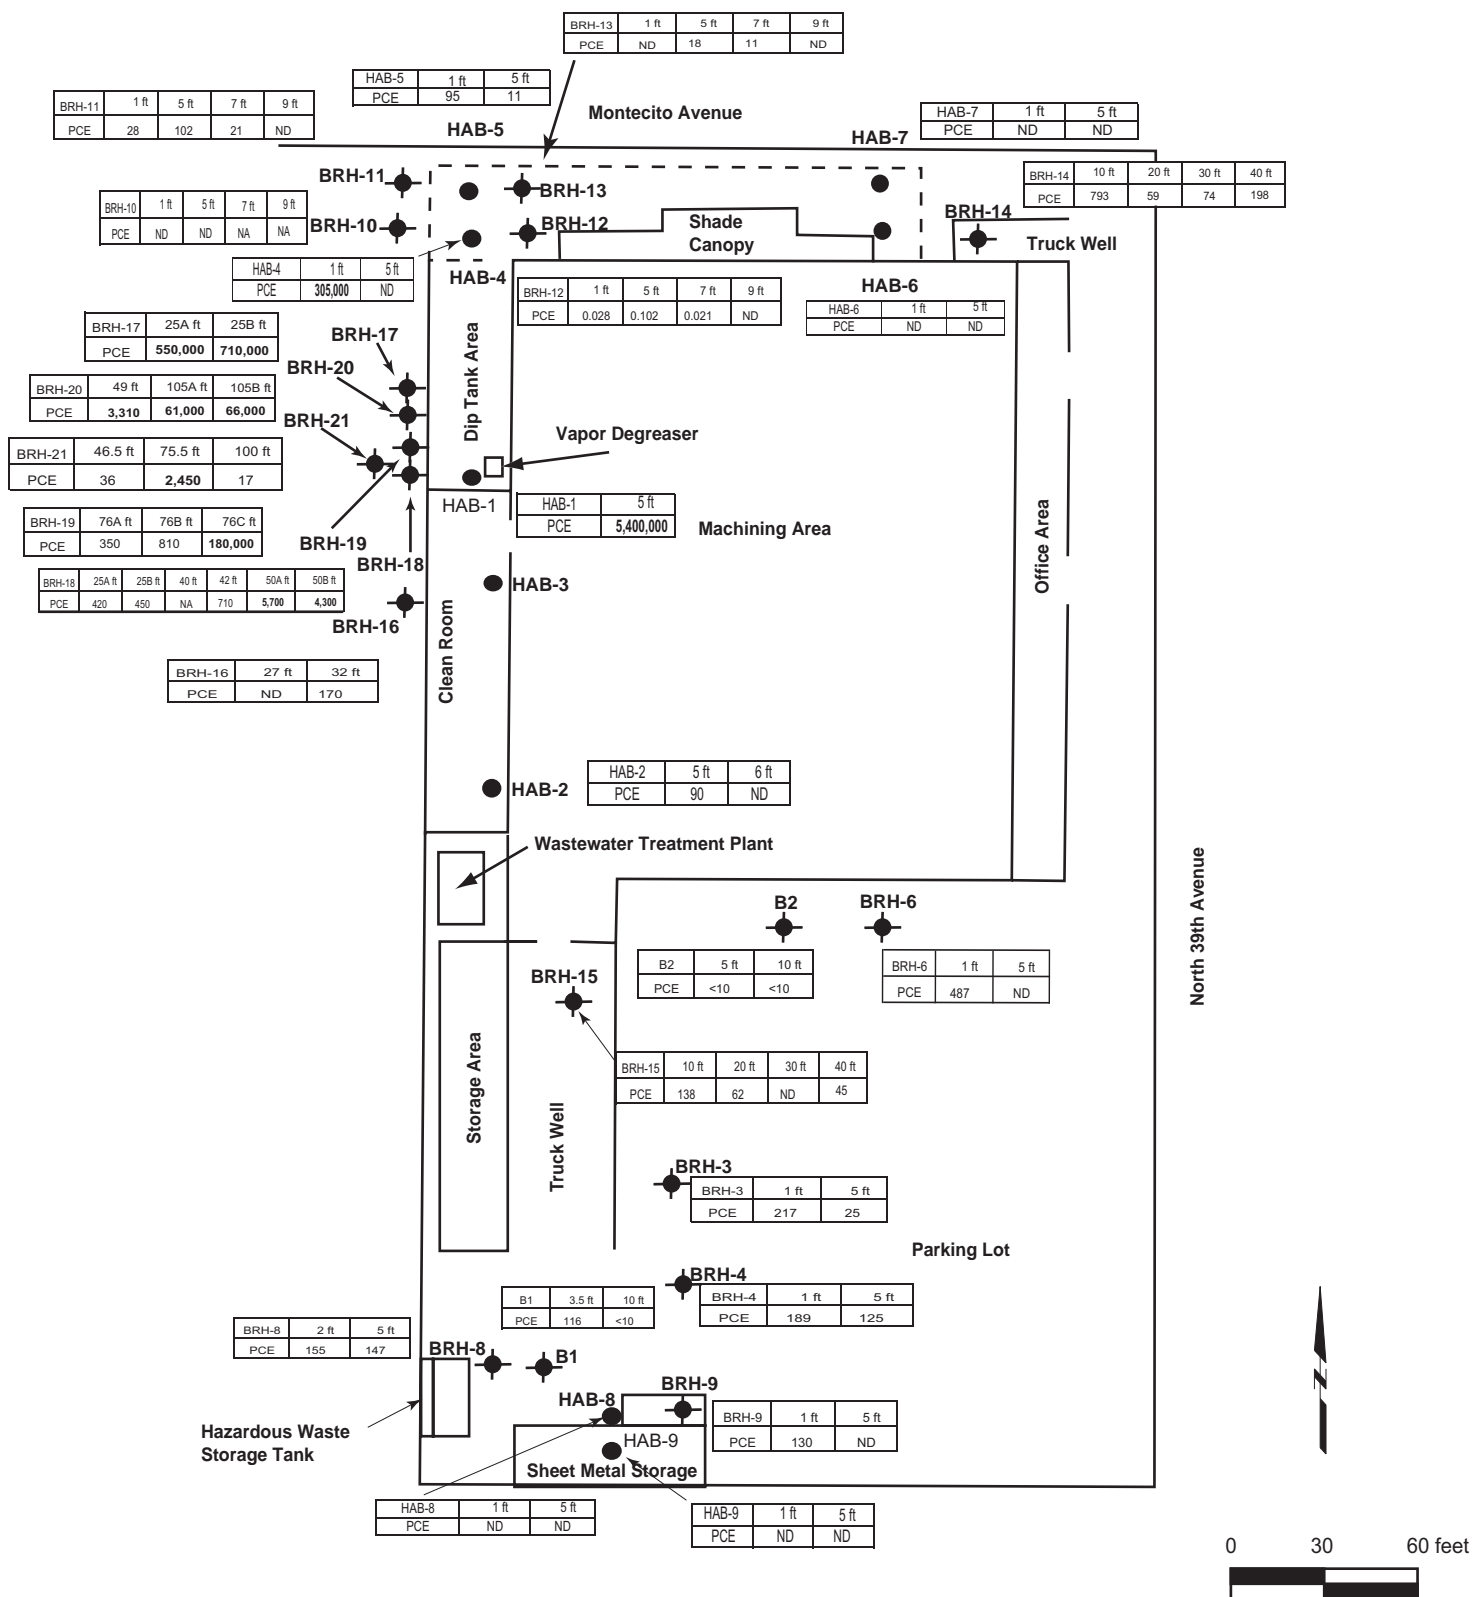 BRH-13 1 ft 5 ft 7 ft 9 ft
PCE ND 18 11 ND
HAB-5 1 ft 5 ft
PCE 95 11
BRH-11 1 ft 5 ft 7 ft 9 ft
PCE 28 102 21 ND
Montecito Avenue
HAB-5
HAB-7
HAB-7 1 ft 5 ft
PCE ND ND
BRH-14 10 ft 20 ft 30 ft 40 ft
PCE 793 59 74 198
BRH-11
BRH-13
BRH-10 1 ft 5 ft 7 ft 9 ft
PCE ND ND NA NA
BRH-10
BRH-12
Shade
Canopy
BRH-14
Truck Well
HAB-4 1 ft 5 ft
PCE 305,000 ND
HAB-4
BRH-12 1 ft 5 ft 7 ft 9 ft
PCE 0.028 0.102 0.021 ND
HAB-6
HAB-6 1 ft 5 ft
PCE ND ND
BRH-17 25A ft 25B ft
PCE 550,000 710,000
BRH-17
BRH-20
Dip Tank Area
BRH-20 49 ft 105A ft 105B ft
PCE 3,310 61,000 66,000
BRH-21
Vapor Degreaser
BRH-21 46.5 ft 75.5 ft 100 ft
PCE 36 2,450 17
HAB-1
HAB-1 5 ft
PCE 5,400,000
Machining Area
Office Area
BRH-19 76A ft 76B ft 76C ft
PCE 350 810 180,000
BRH-19
BRH-18
BRH-18 25A ft 25B ft 40 ft 42 ft 50A ft 50B ft
PCE 420 450 NA 710 5,700 4,300
HAB-3
BRH-16
Clean Room
BRH-16 27 ft 32 ft
PCE ND 170
HAB-2
HAB-2 5 ft 6 ft
PCE 90 ND
Wastewater Treatment Plant
North 39th Avenue
B2
BRH-6
B2 5 ft 10 ft
PCE <10 <10
BRH-6 1 ft 5 ft
PCE 487 ND
BRH-15
Storage Area
BRH-15 10 ft 20 ft 30 ft 40 ft
PCE 138 62 ND 45
Truck Well
BRH-3
BRH-3 1 ft 5 ft
PCE 217 25
Parking Lot
BRH-4
BRH-4 1 ft 5 ft
PCE 189 125
B1 3.5 ft 10 ft
PCE 116 <10
BRH-8 2 ft 5 ft
PCE 155 147
BRH-8
B1
BRH-9
HAB-8
BRH-9 1 ft 5 ft
PCE 130 ND
Hazardous Waste
Storage Tank
HAB-9
Sheet Metal Storage
HAB-8 1 ft 5 ft
PCE ND ND
HAB-9 1 ft 5 ft
PCE ND ND
N
0 30 60 feet